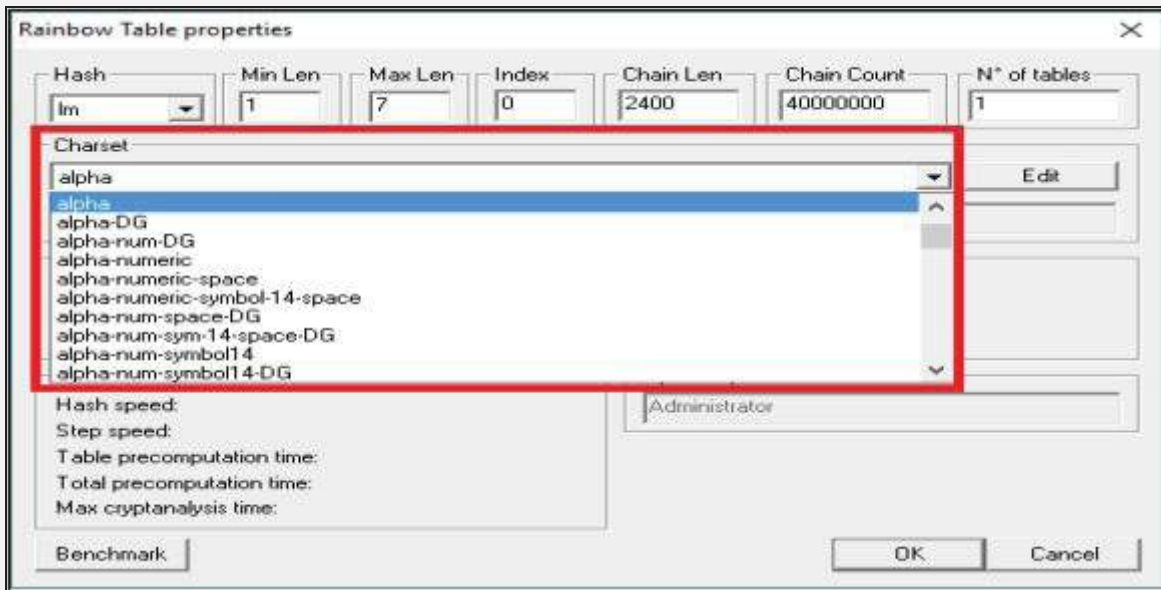 Rainbow Table properties
Hash Min Len Max Len Index Chain Len Chain Count N° of tables
lm 1 7 0 2400 40000000 1
Charset
alpha Edit
alpha
alpha-DG
alpha-num-DG
alpha-numeric
alpha-numeric-space
alpha-numeric-symbol-14-space
alpha-num-space-DG
alpha-num-sym-14-space-DG
alpha-num-symbol14
alpha-num-symbol14-DG
Hash speed: Administrator
Step speed:
Table precomputation time:
Total precomputation time:
Max cryptanalysis time:
Benchmark OK Cancel